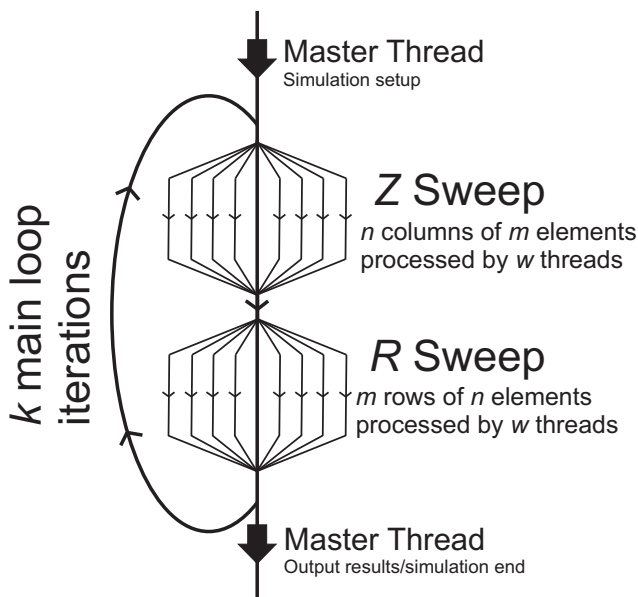 Master Thread
Simulation setup
Z Sweep
n columns of m elements
processed by w threads
k main loop
iterations
R Sweep
m rows of n elements
processed by w threads
Master Thread
Output results/simulation end